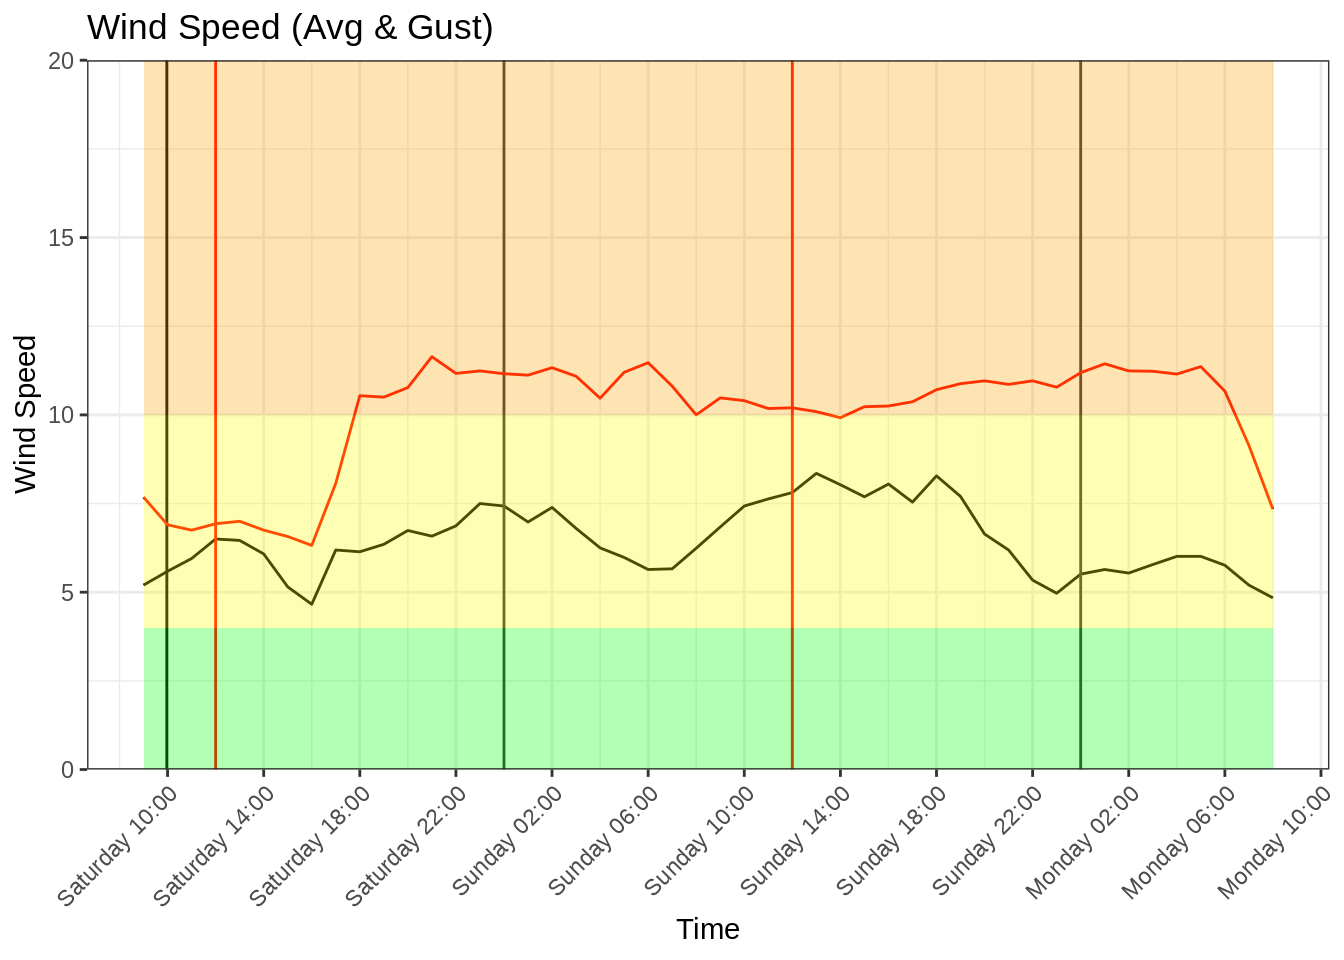 Wind Speed (Avg & Gust)
20
15
10
5
0
Wind Speed
Saturday 10:00
Saturday 14:00
Saturday 18:00
Saturday 22:00
Sunday 02:00
Sunday 06:00
Sunday 10:00
Sunday 14:00
Sunday 18:00
Sunday 22:00
Monday 02:00
Monday 06:00
Monday 10:00
Time